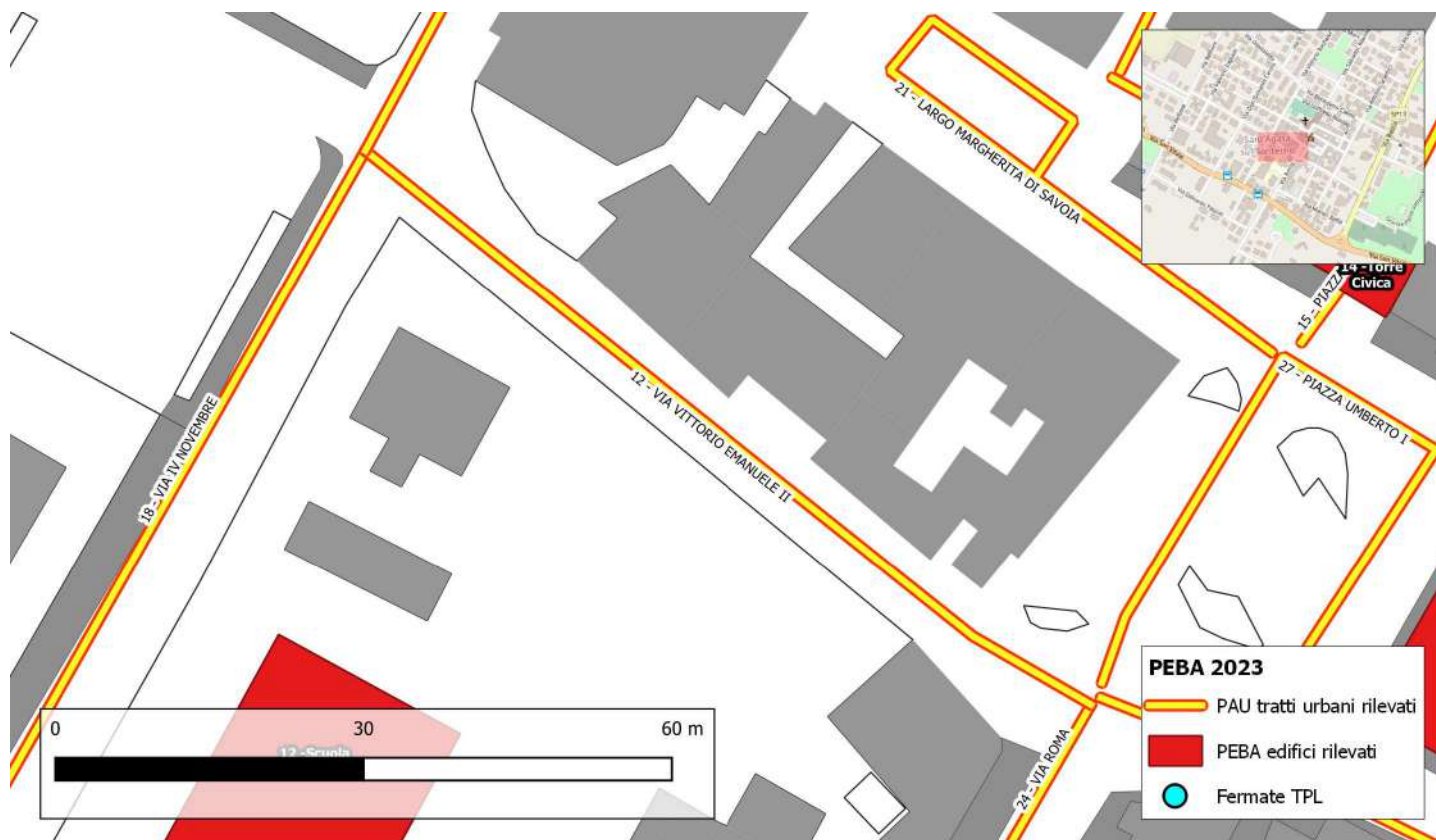 21 - LARGO MARGHERITA DI SAVOIA
14 -Torre
Civica
15 - PIAZZ
27 - PIAZZA UMBERTO I
12 - VIA VITTORIO EMANUELE II
18 - VIA IV NOVEMBRE
24 - VIA ROMA
12 -Scuola
0 30 60 m
PEBA 2023
PAU tratti urbani rilevati
PEBA edifici rilevati
Fermate TPL